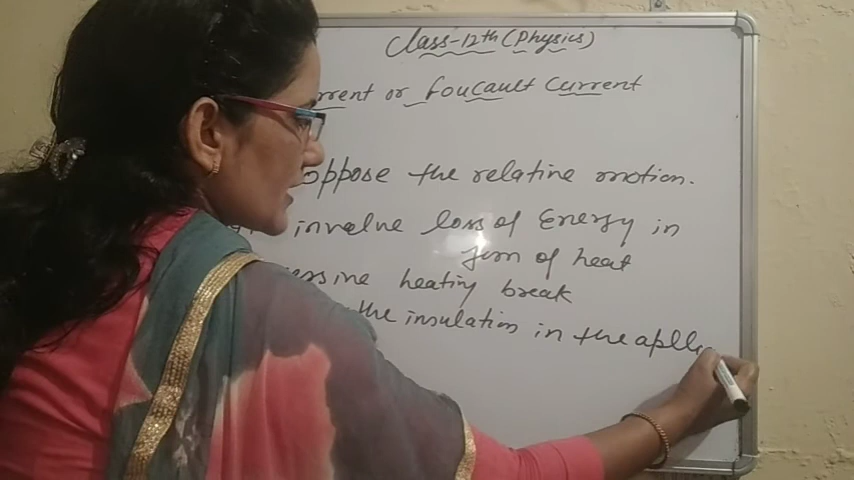 Class-12th (Physics)
rrent or Foucault Current
oppose the relative motion.
involve loss of Energy in
form of heat
essive heating break
the insulation in the aplli